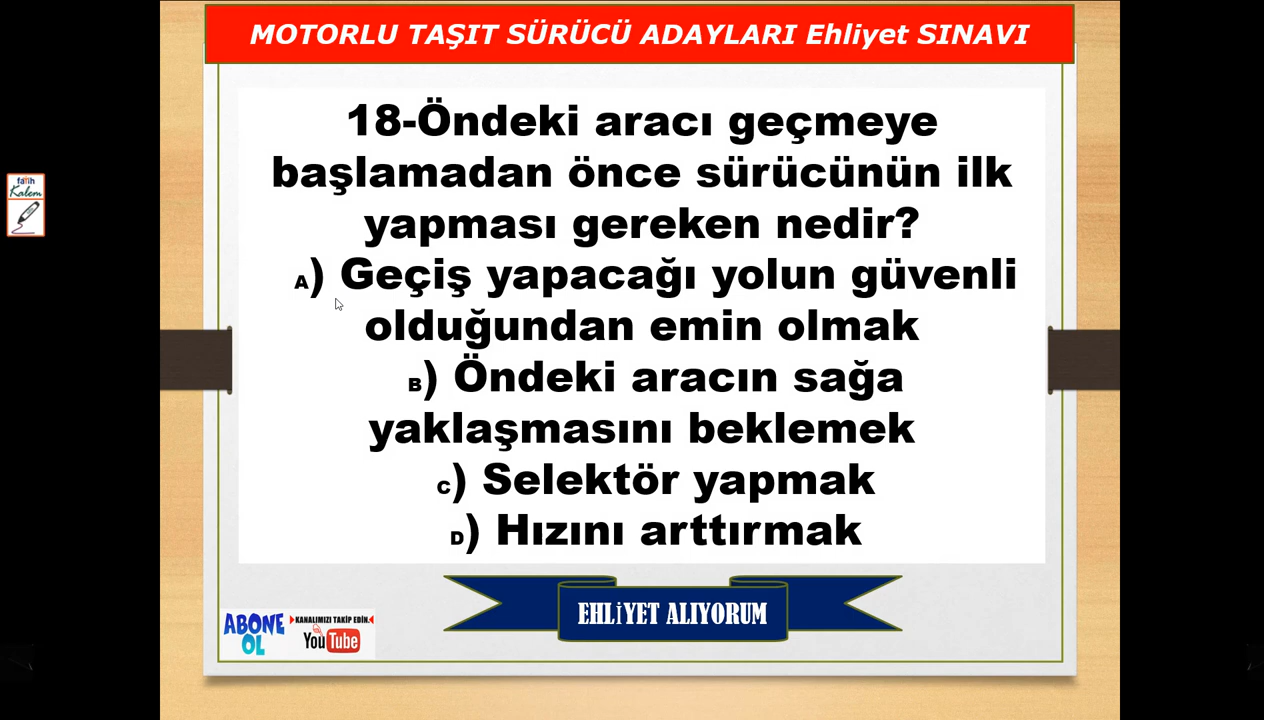 MOTORLU TAŞIT SÜRÜCÜ ADAYLARI Ehliyet SINAVI
18-Öndeki aracı geçmeye
başlamadan önce sürücünün ilk
yapması gereken nedir?
A) Geçiş yapacağı yolun güvenli
olduğundan emin olmak
B) Öndeki aracın sağa
yaklaşmasını beklemek
C) Selektör yapmak
D) Hızını arttırmak
EHLİYET ALIYORUM
ABONE
OL
KANALIMIZI TAKİP EDİN.
YouTube
fatih
Kalem